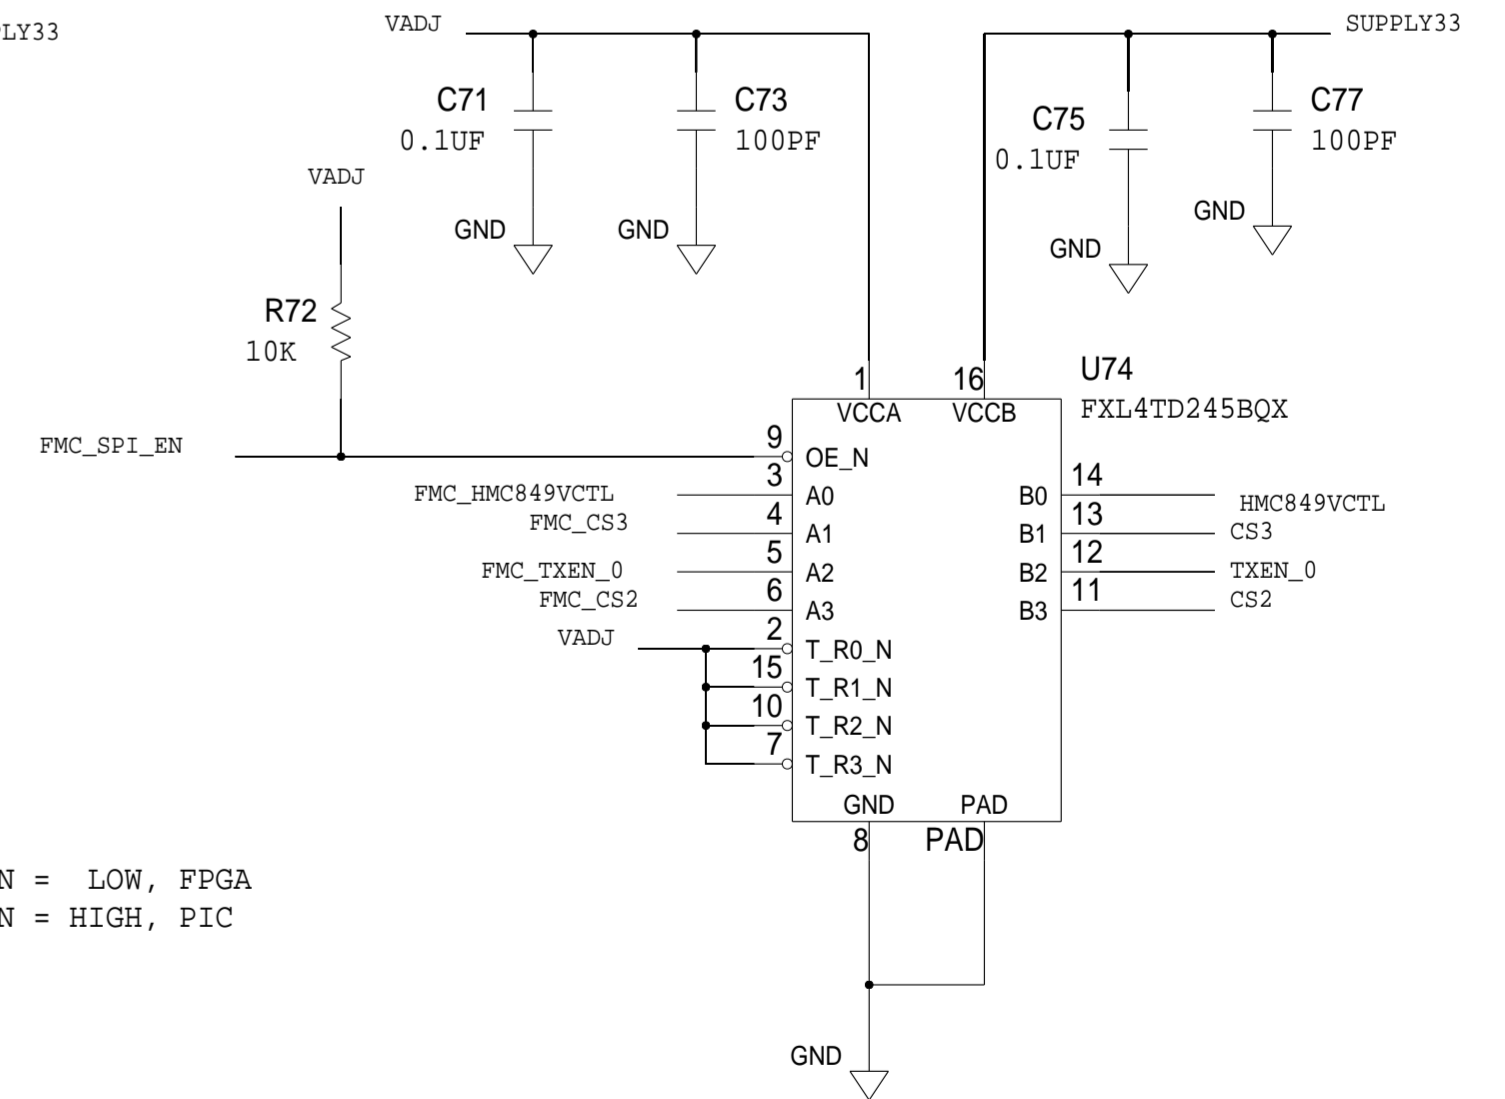 PLY33
VADJ
SUPPLY33
C71
0.1UF
C73
100PF
C75
0.1UF
C77
100PF
VADJ
GND
GND
GND
GND
R72
10K
U74
FXL4TD245BQX
1
16
VCCA
VCCB
FMC_SPI_EN
9
OE_N
FMC_HMC849VCTL
3
A0
B0
14
HMC849VCTL
FMC_CS3
4
A1
B1
13
CS3
FMC_TXEN_0
5
A2
B2
12
TXEN_0
FMC_CS2
6
A3
B3
11
CS2
VADJ
2
T_R0_N
15
T_R1_N
10
T_R2_N
7
T_R3_N
GND
PAD
8
PAD
N = LOW, FPGA
N = HIGH, PIC
GND